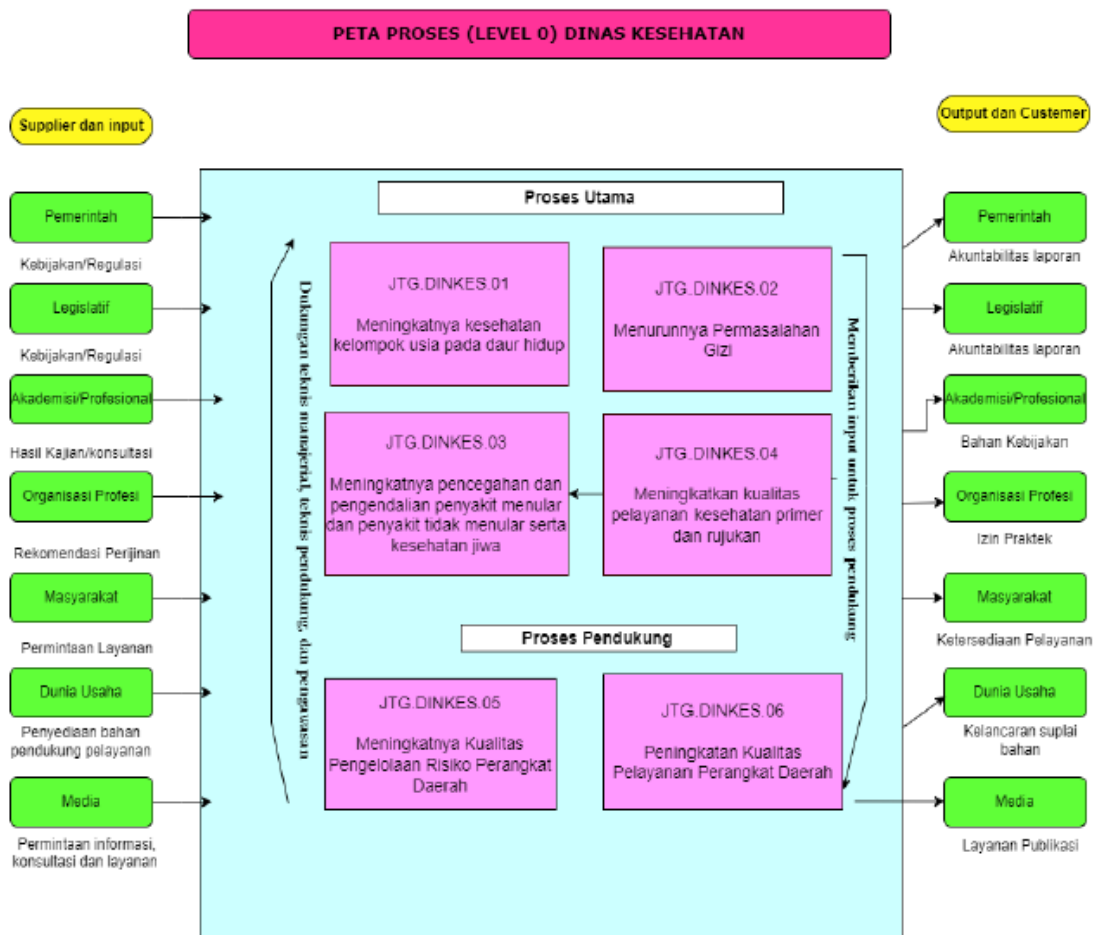 PETA PROSES (LEVEL 0) DINAS KESEHATAN
Supplier dan input
Pemerintah
Kebijakan/Regulasi
Legislatif
Kebijakan/Regulasi
Akademisi/Profesional
Hasil Kajian/konsultasi
Organisasi Profesi
Rekomendasi Perijinan
Masyarakat
Permintaan Layanan
Dunia Usaha
Penyediaan bahan
pendukung pelayanan
Media
Permintaan informasi,
konsultasi dan layanan
Proses Utama
Dukungan teknis manajerial, teknis pendukung, dan pengawasan
JTG.DINKES.01
Meningkatnya kesehatan
kelompok usia pada daur hidup
JTG.DINKES.02
Menurunnya Permasalahan
Gizi
JTG.DINKES.03
Meningkatnya pencegahan dan
pengendalian penyakit menular
dan penyakit tidak menular serta
kesehatan jiwa
JTG.DINKES.04
Meningkatkan kualitas
pelayanan kesehatan primer
dan rujukan
Memberikan input untuk proses pendukung
Proses Pendukung
JTG.DINKES.05
Meningkatnya Kualitas
Pengelolaan Risiko Perangkat
Daerah
JTG.DINKES.06
Peningkatan Kualitas
Pelayanan Perangkat Daerah
Output dan Custemer
Pemerintah
Akuntabilitas laporan
Legislatif
Akuntabilitas laporan
Akademisi/Profesional
Bahan Kebijakan
Organisasi Profesi
Izin Praktek
Masyarakat
Ketersediaan Pelayanan
Dunia Usaha
Kelancaran suplai
bahan
Media
Layanan Publikasi